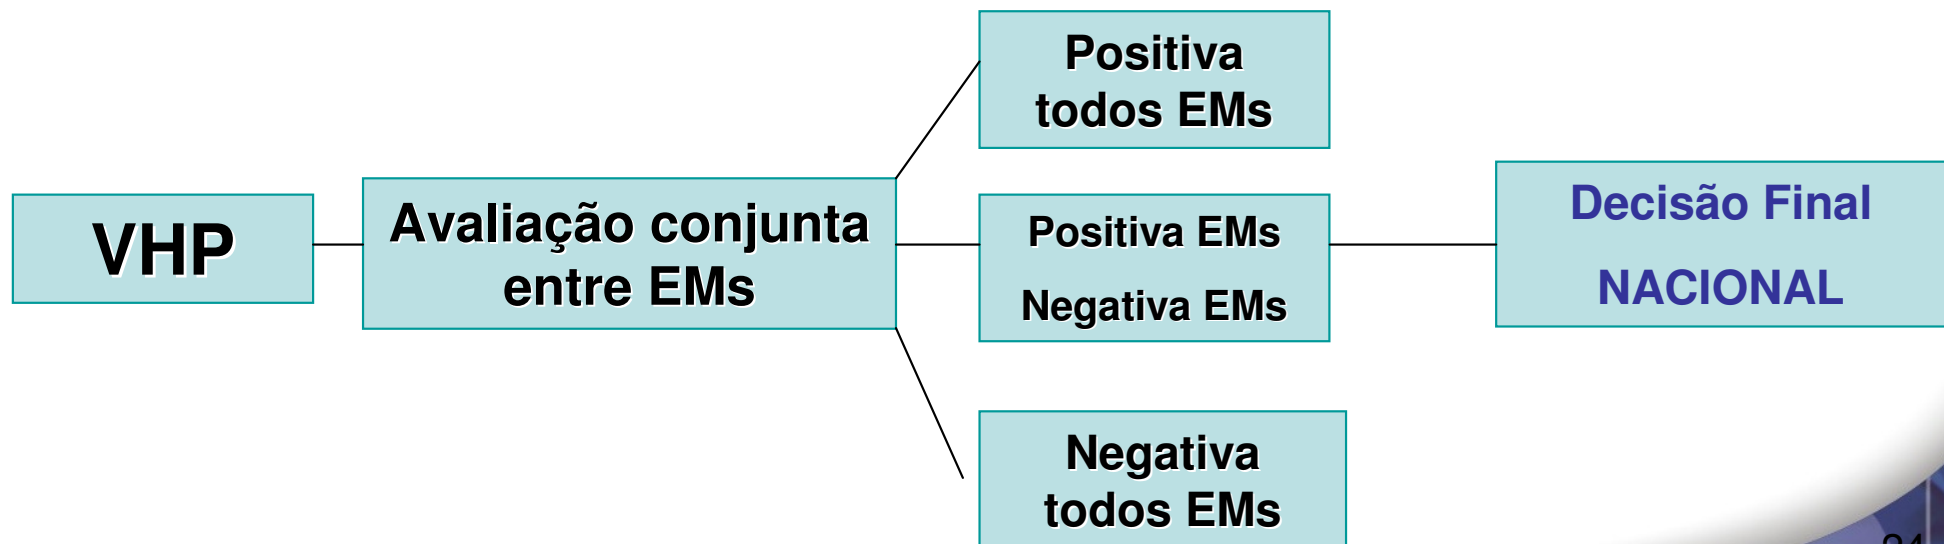 VHP
Avaliação conjunta
entre EMs
Positiva
todos EMs
Positiva EMs
Negativa EMs
Negativa
todos EMs
Decisão Final
NACIONAL